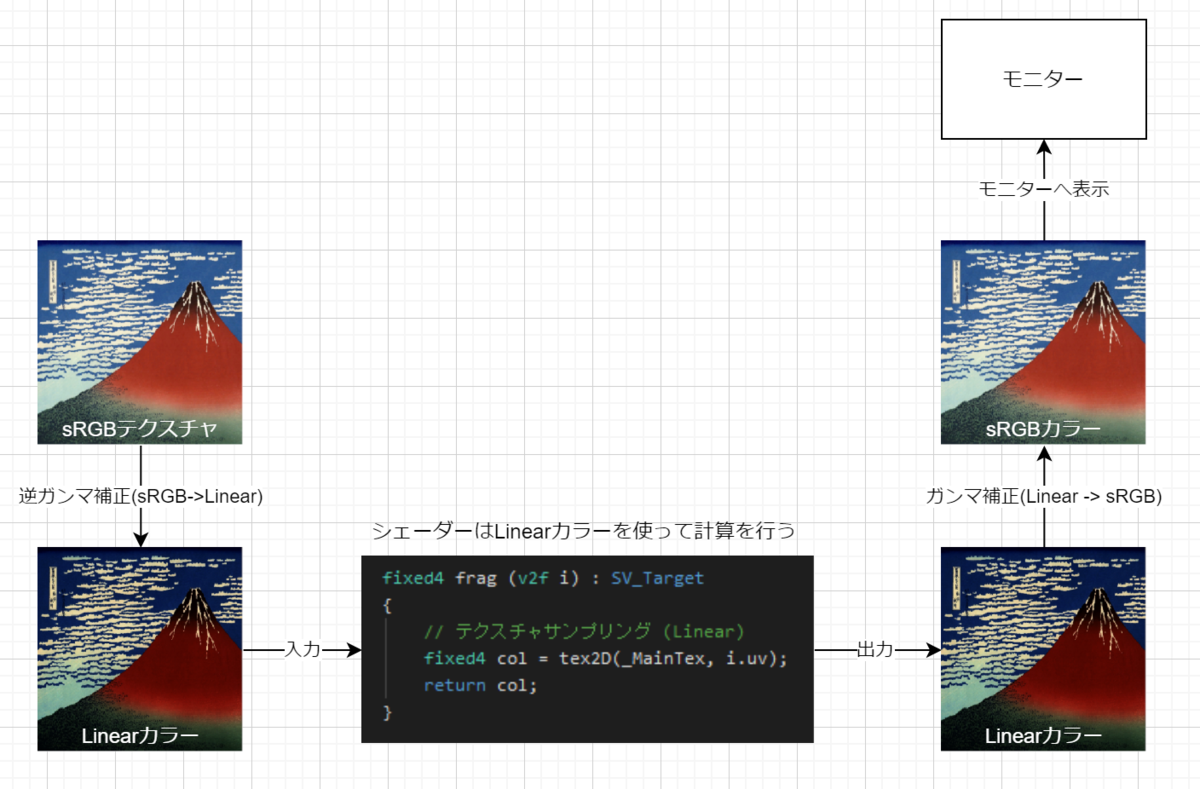 モニター
モニターへ表示
sRGBテクスチャ
sRGBカラー
逆ガンマ補正(sRGB->Linear)
ガンマ補正(Linear -> sRGB)
シェーダーはLinearカラーを使って計算を行う
fixed4 frag (v2f i) : SV_Target
{
// テクスチャサンプリング (Linear)
fixed4 col = tex2D(_MainTex, i.uv);
return col;
}
入力
出力
Linearカラー
Linearカラー